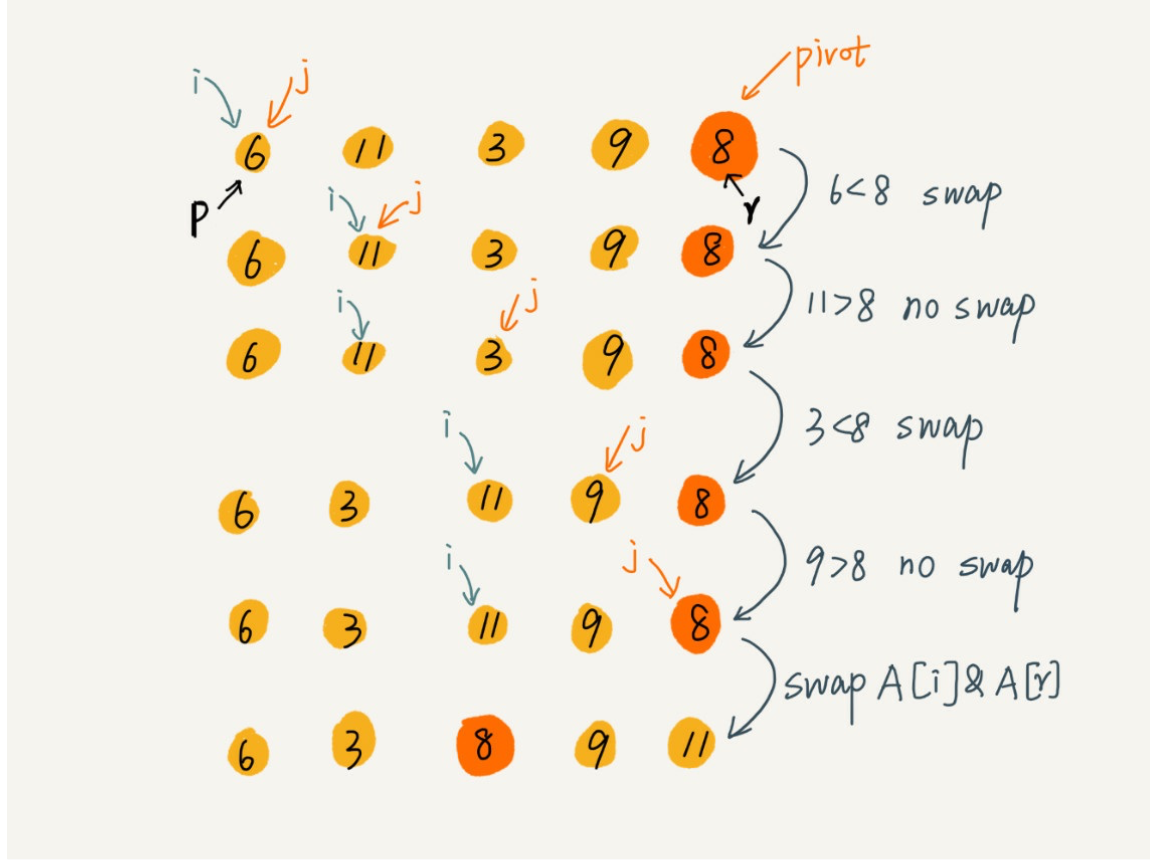 pivot
i j
6 11 3 9 8
p i j r 6<8 swap
6 11 3 9 8
i j 11>8 no swap
6 11 3 9 8
i j 3<8 swap
6 3 11 9 8
i j 9>8 no swap
6 3 11 9 8
swap A[i]&A[r]
6 3 8 9 11